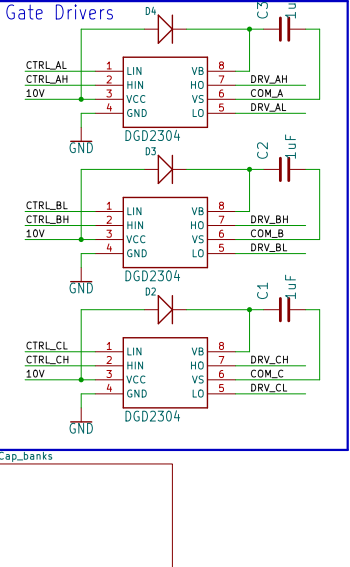 Gate Drivers
D4
C3
1u
CTRL_AL 1 LIN VB 8
CTRL_AH 2 HIN HO 7 DRV_AH
10V 3 VCC VS 6 COM_A
4 GND LO 5 DRV_AL
DGD2304
GND
D3
C2
1uF
CTRL_BL 1 LIN VB 8
CTRL_BH 2 HIN HO 7 DRV_BH
10V 3 VCC VS 6 COM_B
4 GND LO 5 DRV_BL
DGD2304
GND
D2
C1
1uF
CTRL_CL 1 LIN VB 8
CTRL_CH 2 HIN HO 7 DRV_CH
10V 3 VCC VS 6 COM_C
4 GND LO 5 DRV_CL
DGD2304
GND
Cap_banks